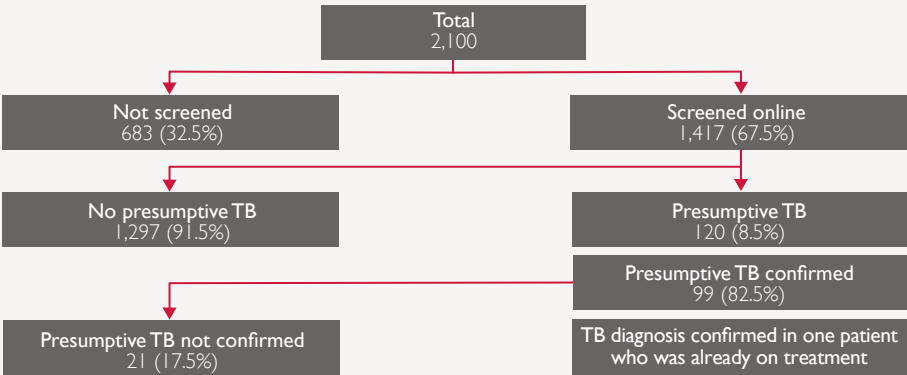 Total
2,100
Not screened
683 (32.5%)
Screened online
1,417 (67.5%)
No presumptive TB
1,297 (91.5%)
Presumptive TB
120 (8.5%)
Presumptive TB confirmed
99 (82.5%)
Presumptive TB not confirmed
21 (17.5%)
TB diagnosis confirmed in one patient
who was already on treatment